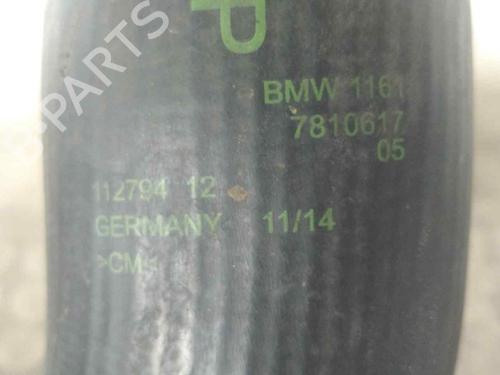 P
BMW 1161
7810617
05
112794 12
GERMANY 11/14
>CM<
B-PARTS